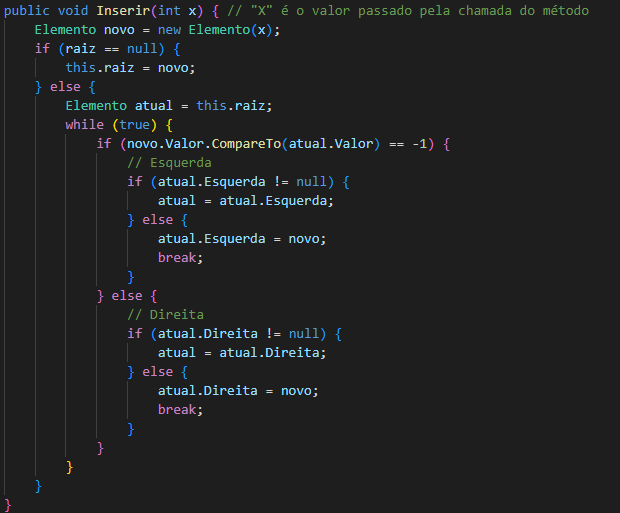 public void Inserir(int x) { // "X" é o valor passado pela chamada do método
    Elemento novo = new Elemento(x);
    if (raiz == null) {
        this.raiz = novo;
    } else {
        Elemento atual = this.raiz;
        while (true) {
            if (novo.Valor.CompareTo(atual.Valor) == -1) {
                // Esquerda
                if (atual.Esquerda != null) {
                    atual = atual.Esquerda;
                } else {
                    atual.Esquerda = novo;
                    break;
                }
            } else {
                // Direita
                if (atual.Direita != null) {
                    atual = atual.Direita;
                } else {
                    atual.Direita = novo;
                    break;
                }
            }
        }
    }
}